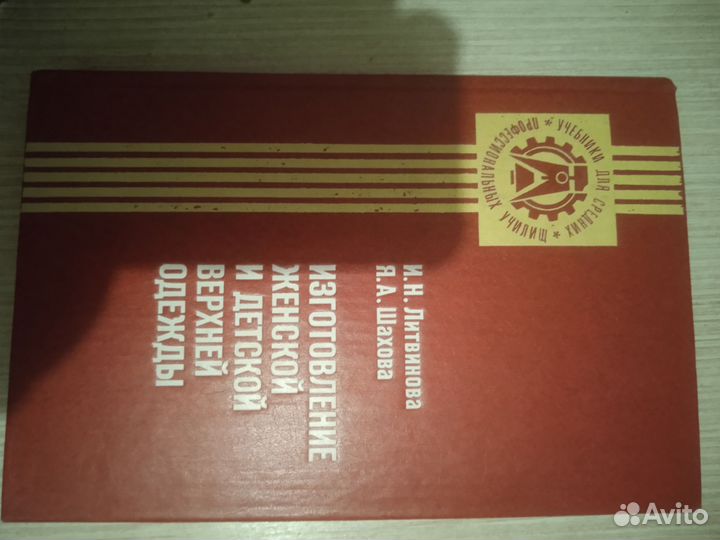 УЧЕБНИКИ ДЛЯ СРЕДНИХ
ПРОФЕССИОНАЛЬНЫХ УЧИЛИЩ
И.Н. Литвинова
Я.А. Шахова
ИЗГОТОВЛЕНИЕ
ЖЕНСКОЙ
И ДЕТСКОЙ
ВЕРХНЕЙ
ОДЕЖДЫ
Avito